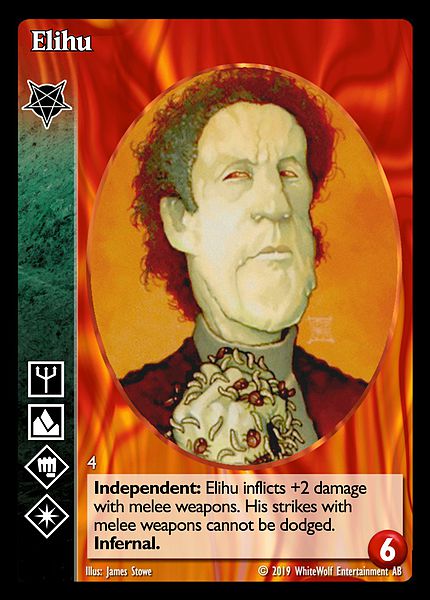 Elihu
4
Independent: Elihu inflicts +2 damage
with melee weapons. His strikes with
melee weapons cannot be dodged.
Infernal.
6
Illus: James Stowe
© 2019 WhiteWolf Entertainment AB